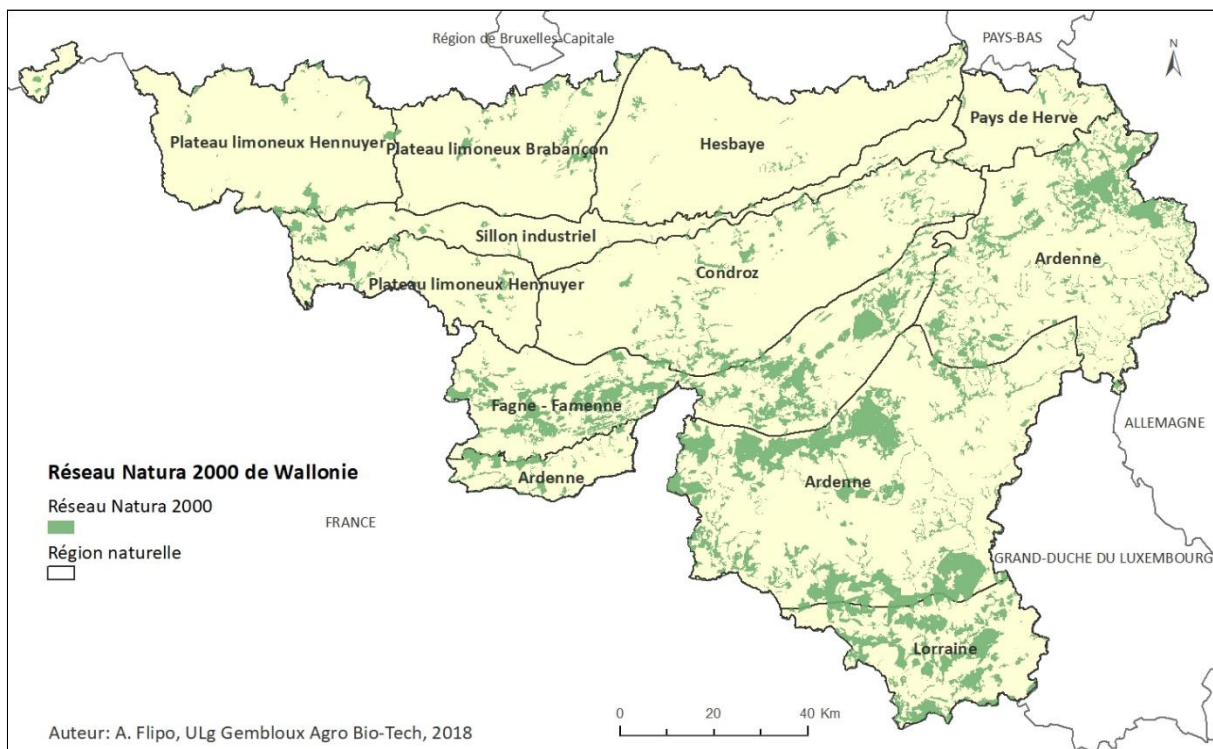 Région de Bruxelles-Capitale
PAYS-BAS
N
Plateau limoneux Hennuyer
Plateau limoneux Brabançon
Hesbaye
Pays de Herve
Sillon industriel
Plateau limoneux Hennuyer
Condroz
Ardenne
Fagne - Famenne
Ardenne
Ardenne
ALLEMAGNE
Réseau Natura 2000 de Wallonie
Réseau Natura 2000
FRANCE
Région naturelle
GRAND-DUCHE DU LUXEMBOURG
Lorraine
Auteur: A. Flipo, ULg Gembloux Agro Bio-Tech, 2018
0 20 40 Km